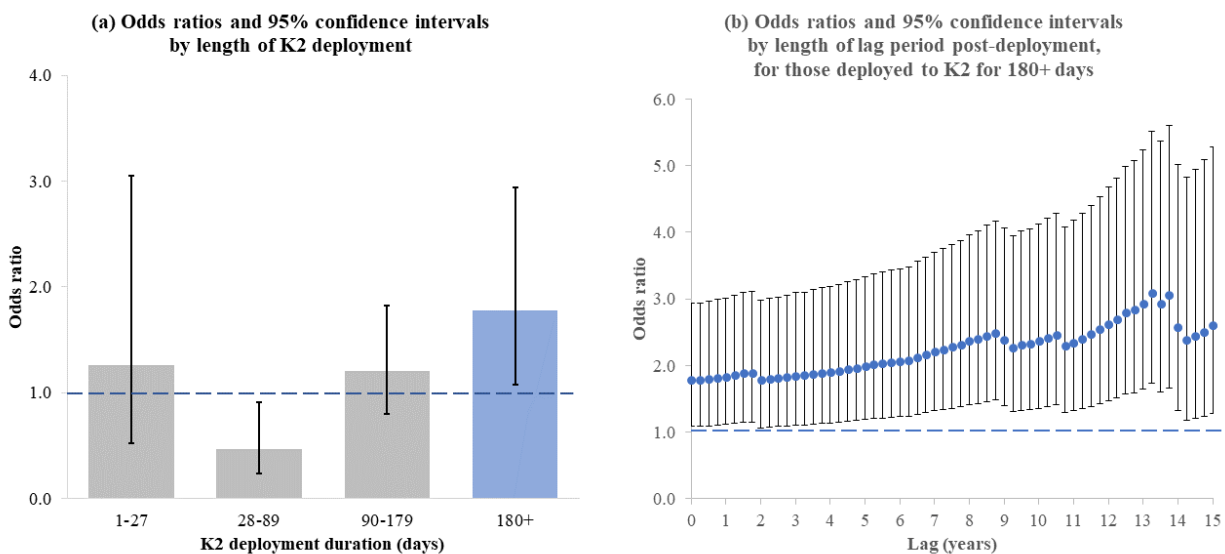 (a) Odds ratios and 95% confidence intervals
by length of K2 deployment
4.0
3.0
2.0
1.0
0.0
Odds ratio
1-27 28-89 90-179 180+
K2 deployment duration (days)
(b) Odds ratios and 95% confidence intervals
by length of lag period post-deployment,
for those deployed to K2 for 180+ days
6.0
5.0
4.0
3.0
2.0
1.0
0.0
Odds ratio
0 1 2 3 4 5 6 7 8 9 10 11 12 13 14 15
Lag (years)